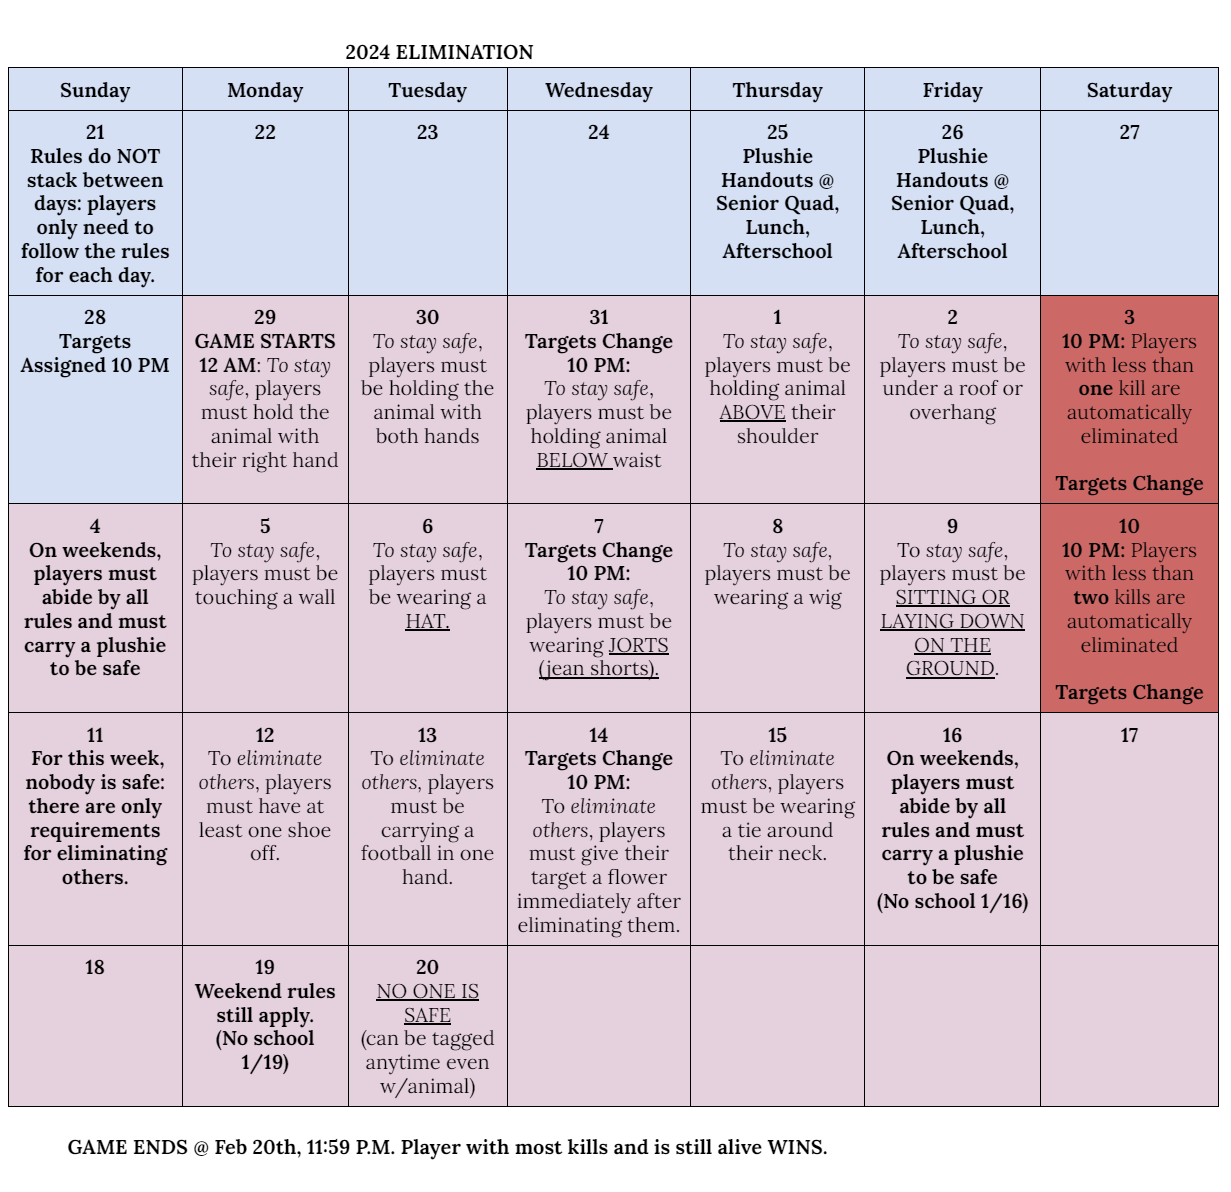 2024 ELIMINATION
Sunday
Monday
Tuesday
Wednesday
Thursday
Friday
Saturday
21
Rules do NOT
stack between
days: players
only need to
follow the rules
for each day.
22
23
24
25
Plushie
Handouts @
Senior Quad,
Lunch,
Afterschool
26
Plushie
Handouts @
Senior Quad,
Lunch,
Afterschool
27
28
Targets
Assigned 10 PM
29
GAME STARTS
12 AM: To stay
safe, players
must hold the
animal with
their right hand
30
To stay safe,
players must
be holding the
animal with
both hands
31
Targets Change
10 PM:
To stay safe,
players must be
holding animal
BELOW waist
1
To stay safe,
players must be
holding animal
ABOVE their
shoulder
2
To stay safe,
players must be
under a roof or
overhang
3
10 PM: Players
with less than
one kill are
automatically
eliminated
Targets Change
4
On weekends,
players must
abide by all
rules and must
carry a plushie
to be safe
5
To stay safe,
players must be
touching a wall
6
To stay safe,
players must
be wearing a
HAT.
7
Targets Change
10 PM:
To stay safe,
players must be
wearing JORTS
(jean shorts).
8
To stay safe,
players must be
wearing a wig
9
To stay safe,
players must be
SITTING OR
LAYING DOWN
ON THE
GROUND.
10
10 PM: Players
with less than
two kills are
automatically
eliminated
Targets Change
11
For this week,
nobody is safe:
there are only
requirements
for eliminating
others.
12
To eliminate
others, players
must have at
least one shoe
off.
13
To eliminate
others, players
must be
carrying a
football in one
hand.
14
Targets Change
10 PM:
To eliminate
others, players
must give their
target a flower
immediately after
eliminating them.
15
To eliminate
others, players
must be wearing
a tie around
their neck.
16
On weekends,
players must
abide by all
rules and must
carry a plushie
to be safe
(No school 1/16)
17
18
19
Weekend rules
still apply.
(No school
1/19)
20
NO ONE IS
SAFE
(can be tagged
anytime even
w/animal)
GAME ENDS @ Feb 20th, 11:59 P.M. Player with most kills and is still alive WINS.